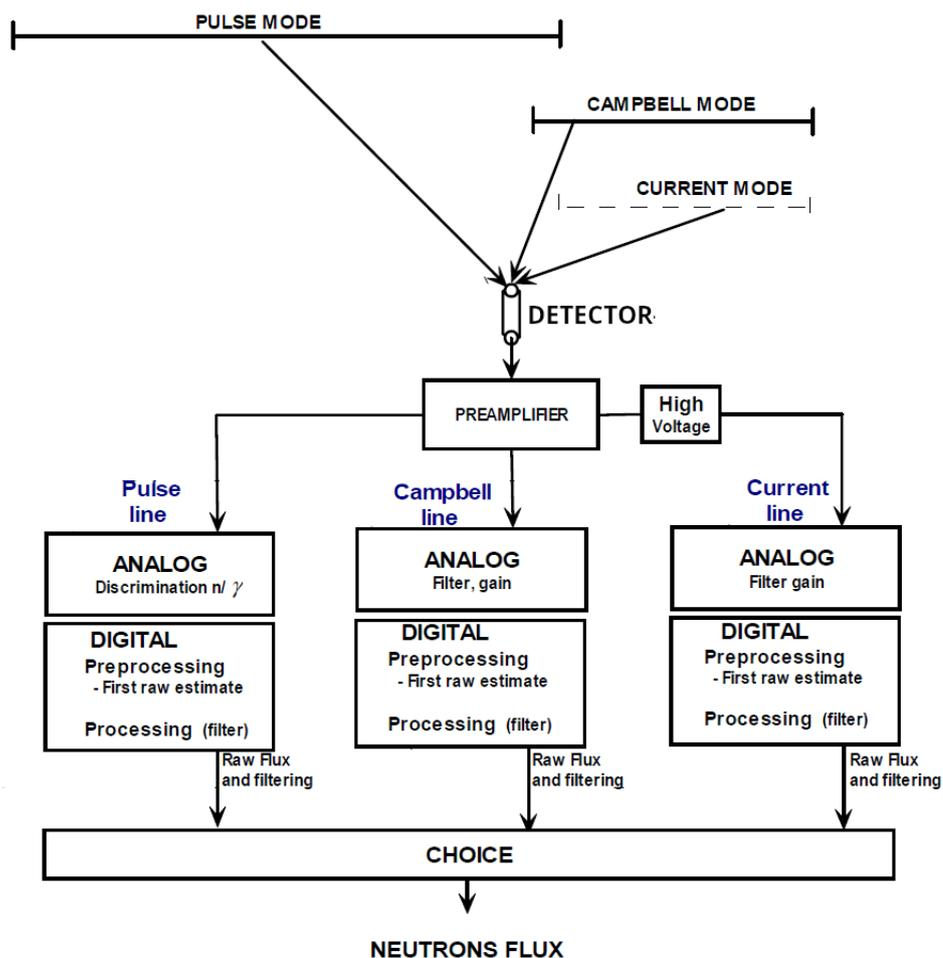 PULSE MODE
CAMPBELL MODE
CURRENT MODE
DETECTOR
PREAMPLIFIER
High
Voltage
Pulse
line
Campbell
line
Current
line
ANALOG
Discrimination n/ γ
ANALOG
Filter, gain
ANALOG
Filter gain
DIGITAL
Preprocessing
- First raw estimate
Processing (filter)
DIGITAL
Preprocessing
- First raw estimate
Processing (filter)
DIGITAL
Preprocessing
- First raw estimate
Processing (filter)
Raw Flux
and filtering
Raw Flux
and filtering
Raw Flux
and filtering
CHOICE
NEUTRONS FLUX